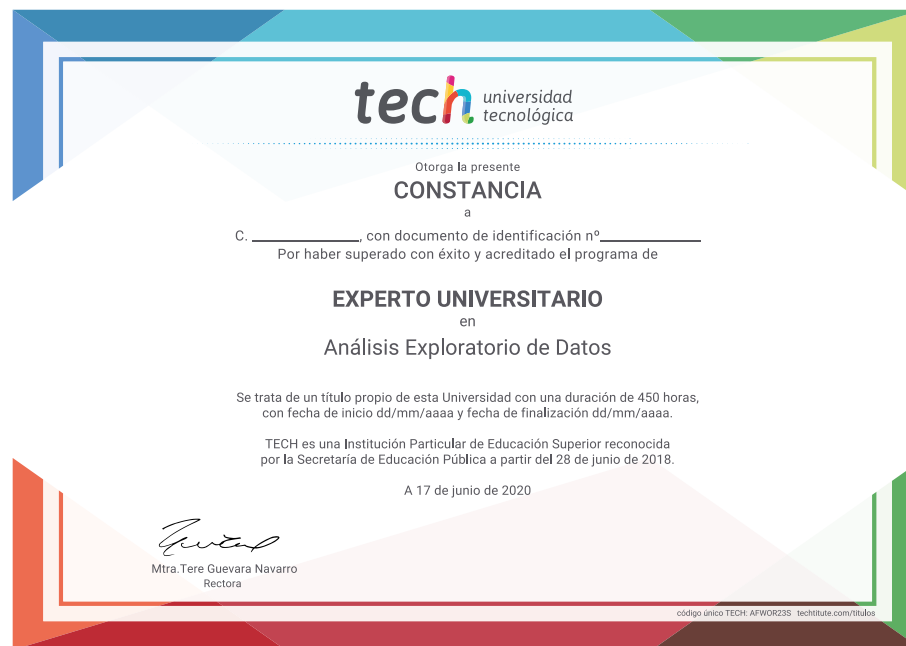 tech universidad
tecnológica
Otorga la presente
CONSTANCIA
a
C. ______________, con documento de identificación nº______________
Por haber superado con éxito y acreditado el programa de
EXPERTO UNIVERSITARIO
en
Análisis Exploratorio de Datos
Se trata de un título propio de esta Universidad con una duración de 450 horas,
con fecha de inicio dd/mm/aaaa y fecha de finalización dd/mm/aaaa.
TECH es una Institución Particular de Educación Superior reconocida
por la Secretaría de Educación Pública a partir del 28 de junio de 2018.
A 17 de junio de 2020
Mtra.Tere Guevara Navarro
Rectora
código único TECH: AFWOR23S techtitute.com/titulos